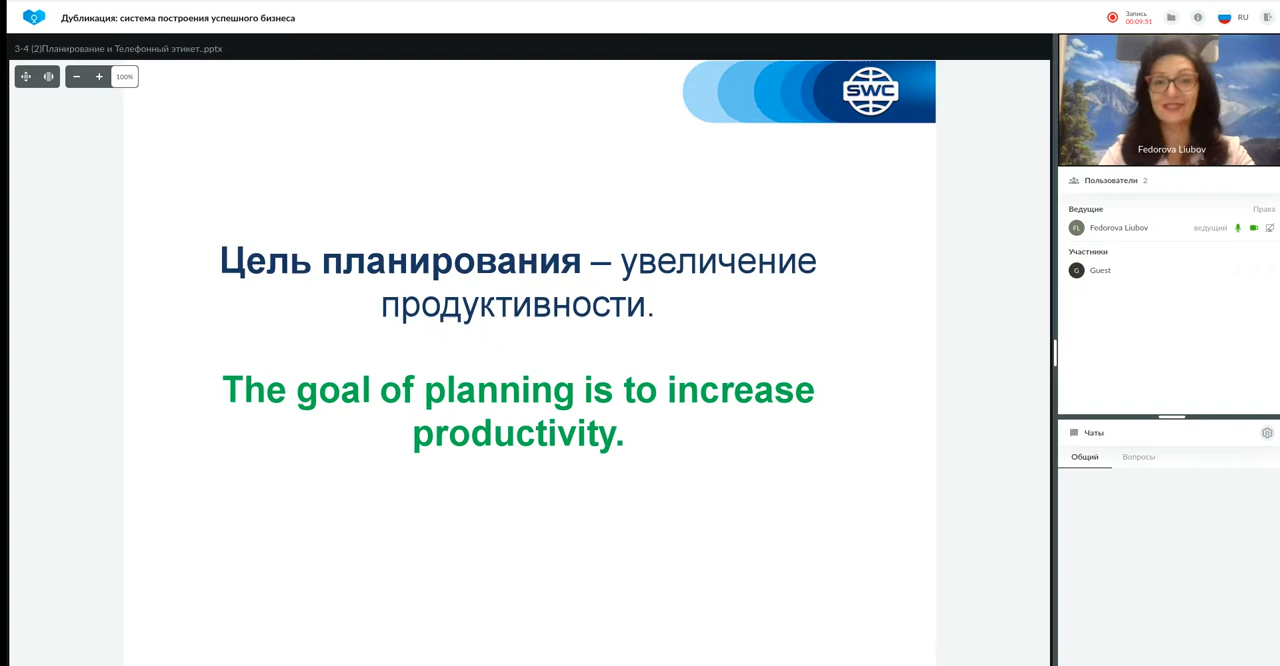 Дубликация: система построения успешного бизнеса
Запись
00:09:51
RU
3-4 (2)Планирование и Телефонный этикет..pptx
100%
SWC
Цель планирования – увеличение
продуктивности.
The goal of planning is to increase
productivity.
Fedorova Liubov
Пользователи 2
Ведущие Права
FL Fedorova Liubov ведущий
Участники
G Guest
Чаты
Общий Вопросы